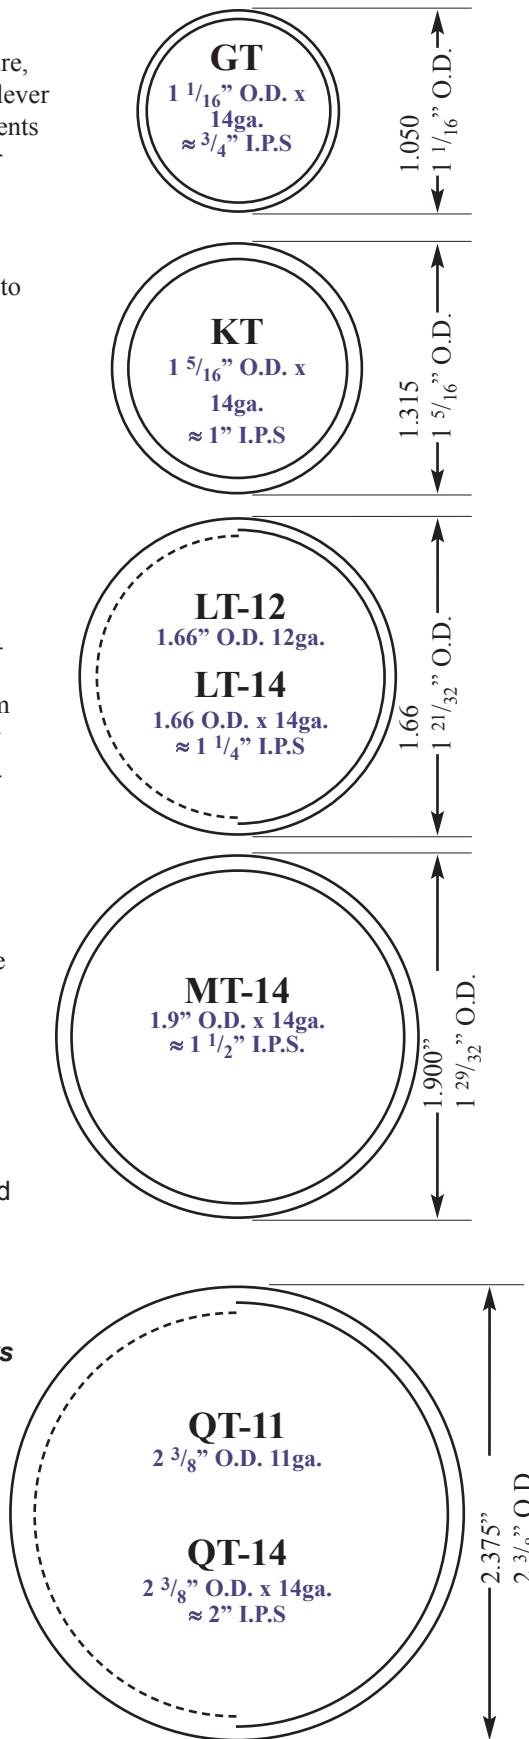 re,
lever
ents
to
GT
1 1/16” O.D. x
14ga.
≈ 3/4” I.P.S
1.050
1 1/16” O.D.
KT
1 5/16” O.D. x
14ga.
≈ 1” I.P.S
1.315
1 5/16” O.D.
LT-12
1.66” O.D. 12ga.
LT-14
1.66 O.D. x 14ga.
≈ 1 1/4” I.P.S
1.66
1 21/32” O.D.
MT-14
1.9” O.D. x 14ga.
≈ 1 1/2” I.P.S.
1.900”
1 29/32” O.D.
e
d
QT-11
2 3/8” O.D. 11ga.
QT-14
2 3/8” O.D. x 14ga.
≈ 2” I.P.S
2.375”
2 3/8” O.D